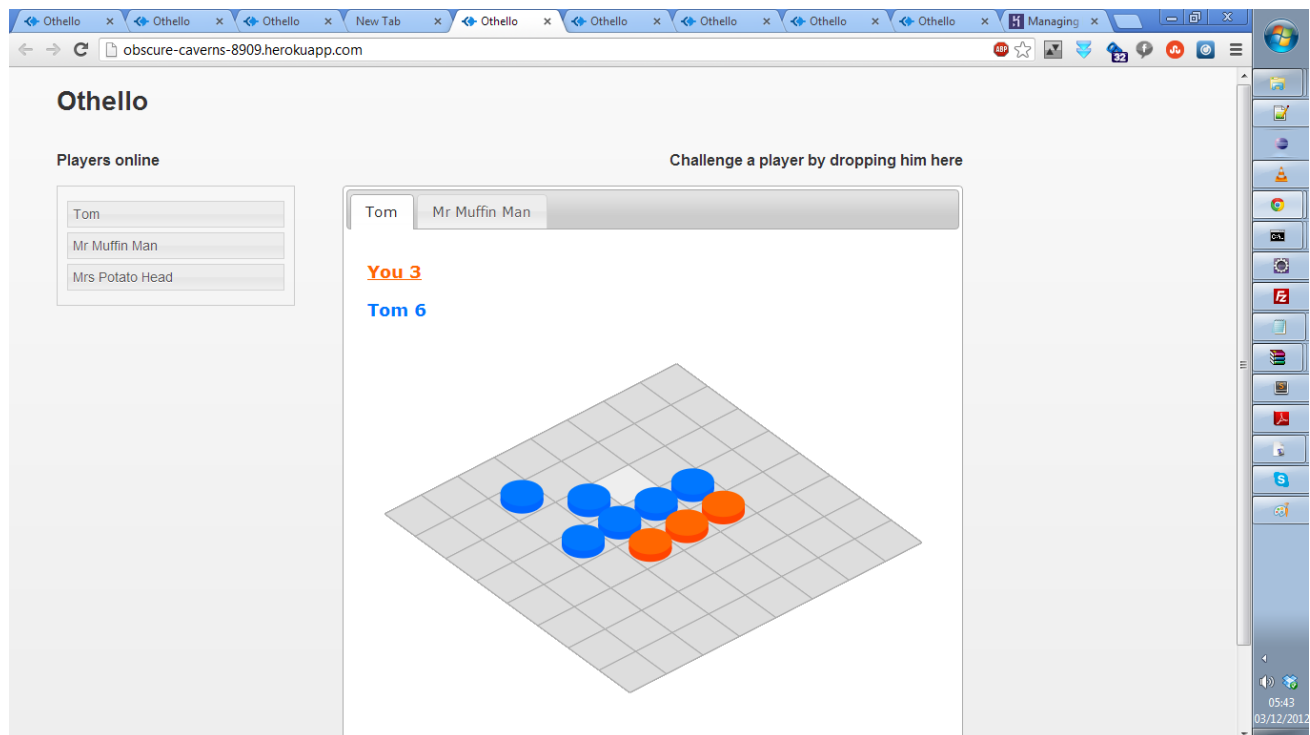 Othello
Othello
Othello
New Tab
Othello
Othello
Othello
Othello
Othello
Managing
obscure-caverns-8909.herokuapp.com
ABP
32
Othello
Players online
Challenge a player by dropping him here
Tom
Mr Muffin Man
Mrs Potato Head
Tom
Mr Muffin Man
You 3
Tom 6
05:43
03/12/2012